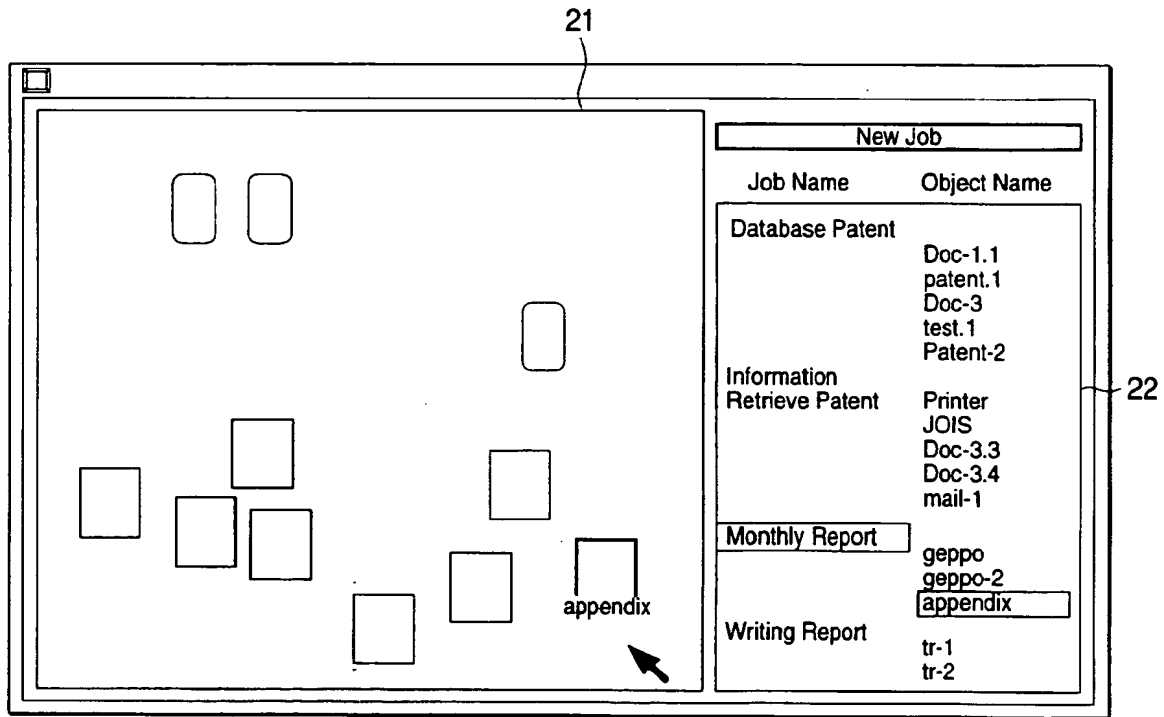 21
New Job
Job Name Object Name
Database Patent
Doc-1.1
patent.1
Doc-3
test.1
Patent-2
Information
Retrieve Patent Printer
JOIS
Doc-3.3
Doc-3.4
mail-1
Monthly Report
geppo
geppo-2
appendix
Writing Report
tr-1
tr-2
appendix
22